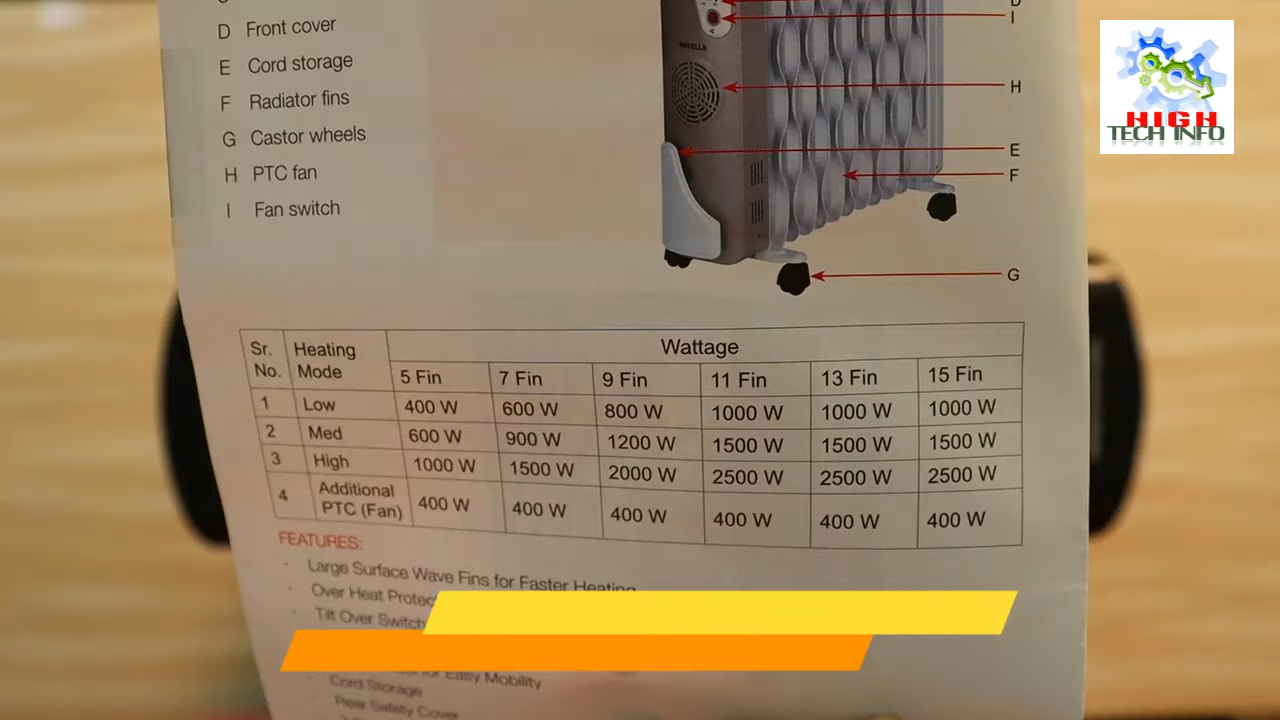 D Front cover
E Cord storage
F Radiator fins
G Castor wheels
H PTC fan
I Fan switch
D
I
H
E
F
G
HAVELLS
HIGH
TECH INFO
Sr. No. Heating Mode Wattage
5 Fin 7 Fin 9 Fin 11 Fin 13 Fin 15 Fin
1 Low 400 W 600 W 800 W 1000 W 1000 W 1000 W
2 Med 600 W 900 W 1200 W 1500 W 1500 W 1500 W
3 High 1000 W 1500 W 2000 W 2500 W 2500 W 2500 W
4 Additional PTC (Fan) 400 W 400 W 400 W 400 W 400 W 400 W
FEATURES:
Large Surface Wave Fins for Faster Heating
Over Heat Protec
Tilt Over Switch
for Easy Mobility
Cord Storage
Rear Safety Cover